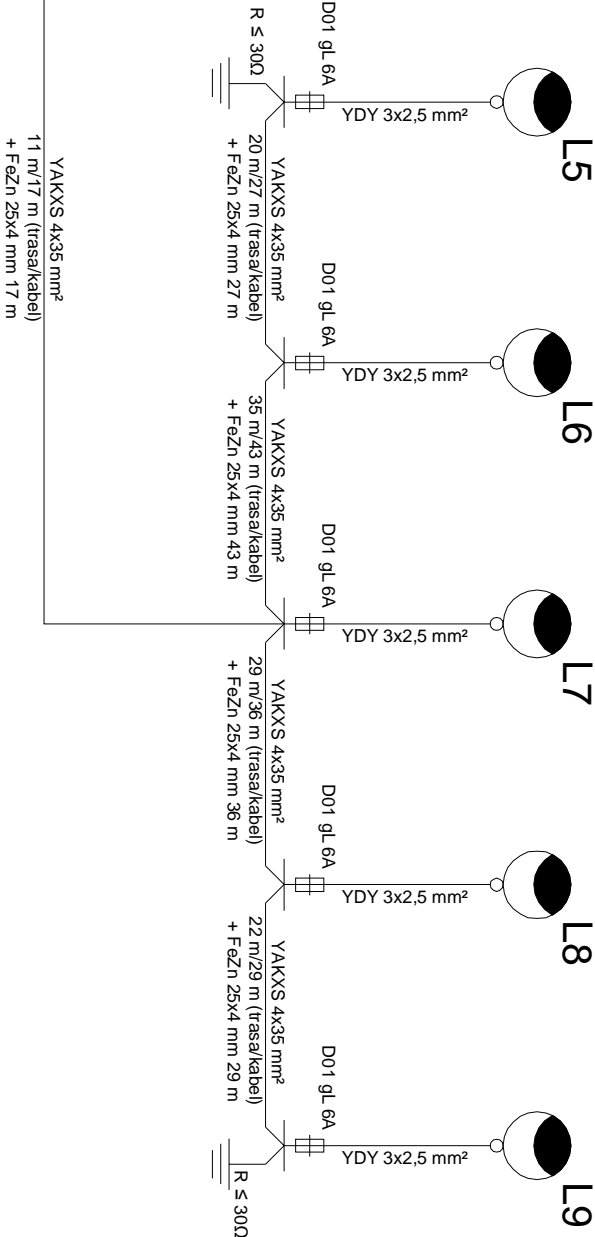 L5
L6
L7
L8
L9
YDY 3x2,5 mm²
YDY 3x2,5 mm²
YDY 3x2,5 mm²
YDY 3x2,5 mm²
YDY 3x2,5 mm²
D01 gL 6A
D01 gL 6A
D01 gL 6A
D01 gL 6A
D01 gL 6A
R ≤ 30Ω
YAKXS 4x35 mm²
20 m/27 m (trasa/kabel)
+ FeZn 25x4 mm 27 m
YAKXS 4x35 mm²
35 m/43 m (trasa/kabel)
+ FeZn 25x4 mm 43 m
YAKXS 4x35 mm²
29 m/36 m (trasa/kabel)
+ FeZn 25x4 mm 36 m
YAKXS 4x35 mm²
22 m/29 m (trasa/kabel)
+ FeZn 25x4 mm 29 m
R ≤ 30Ω
YAKXS 4x35 mm²
11 m/17 m (trasa/kabel)
+ FeZn 25x4 mm 17 m